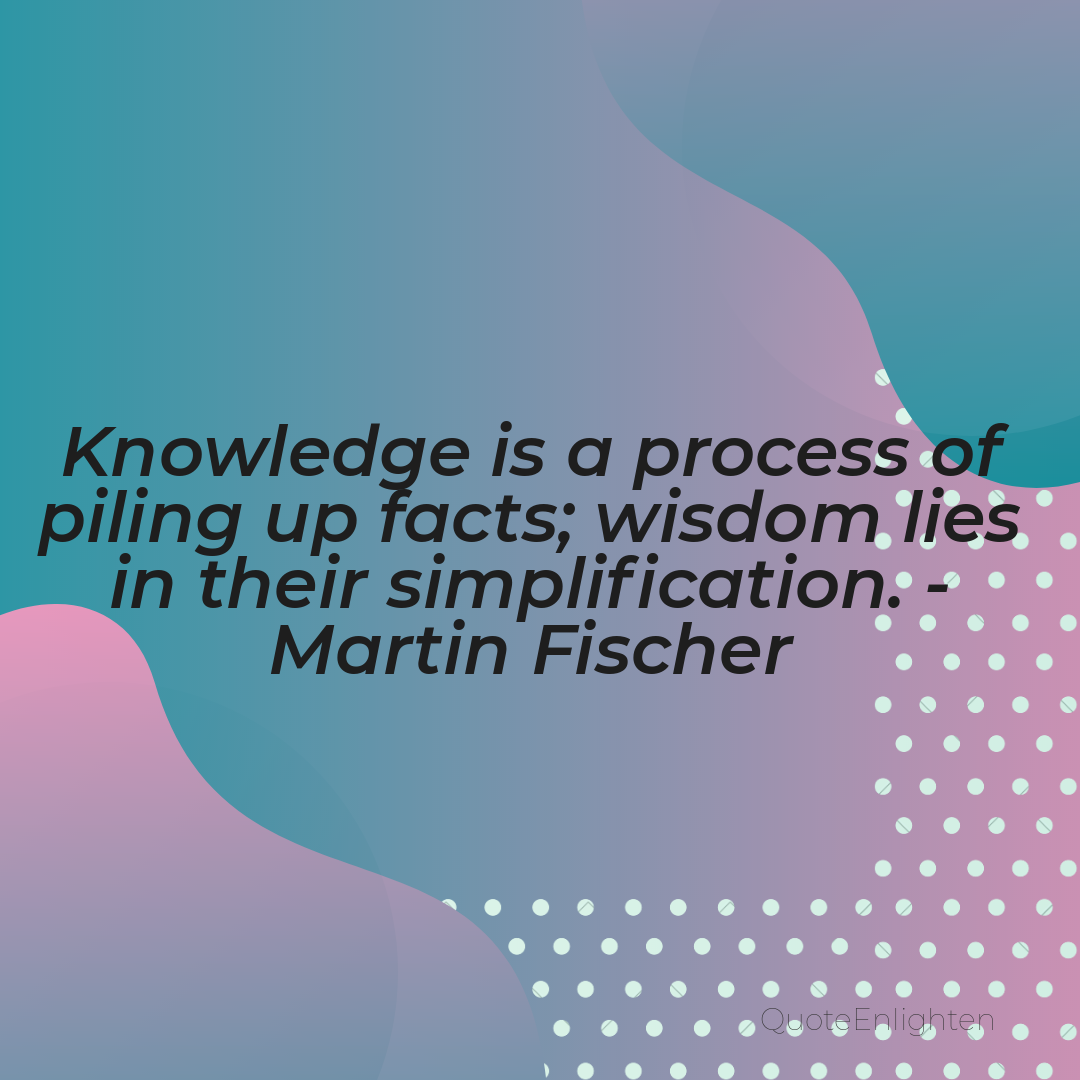 Knowledge is a process of
piling up facts; wisdom lies
in their simplification. -
Martin Fischer
QuoteEnlighten